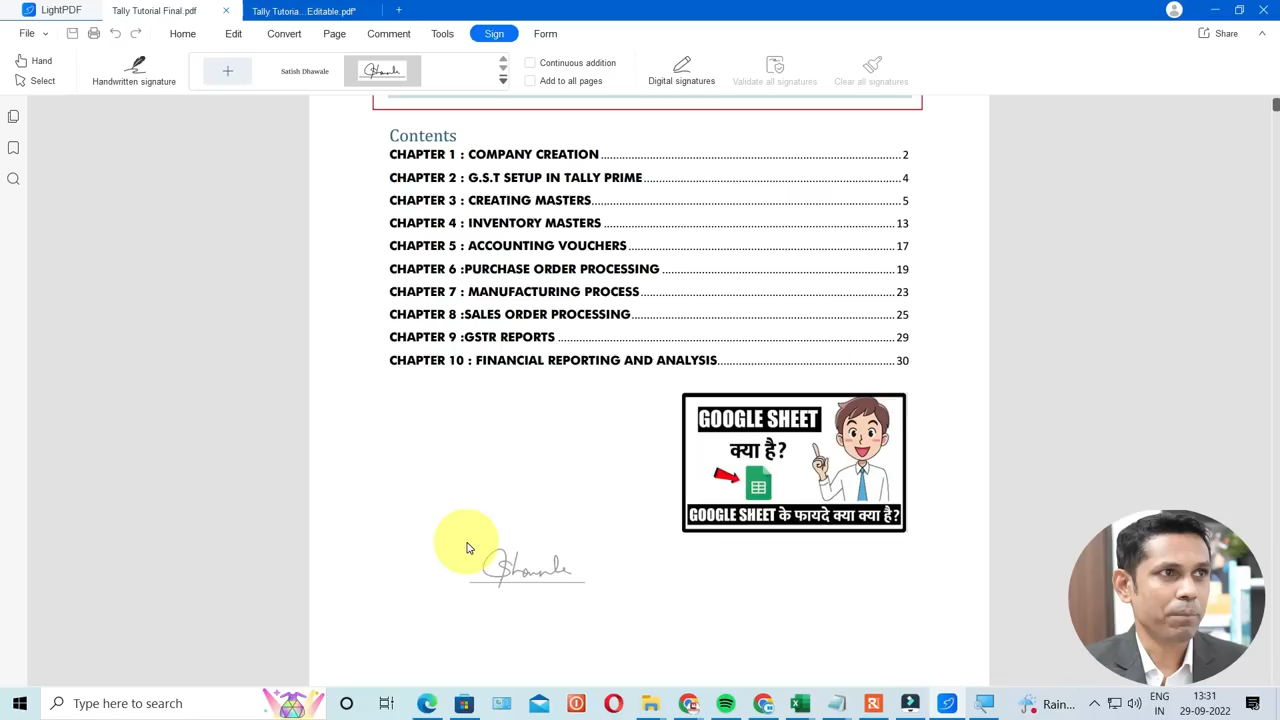 LightPDF
Tally Tutorial Final.pdf
Tally Tutori...Editable.pdf*
File
Home
Edit
Convert
Page
Comment
Tools
Sign
Form
Share
Hand
Select
Handwritten signature
Satish Dhawale
Continuous addition
Add to all pages
Digital signatures
Validate all signatures
Clear all signatures
Contents
CHAPTER 1 : COMPANY CREATION 2
CHAPTER 2 : G.S.T SETUP IN TALLY PRIME 4
CHAPTER 3 : CREATING MASTERS 5
CHAPTER 4 : INVENTORY MASTERS 13
CHAPTER 5 : ACCOUNTING VOUCHERS 17
CHAPTER 6 :PURCHASE ORDER PROCESSING 19
CHAPTER 7 : MANUFACTURING PROCESS 23
CHAPTER 8 :SALES ORDER PROCESSING 25
CHAPTER 9 :GSTR REPORTS 29
CHAPTER 10 : FINANCIAL REPORTING AND ANALYSIS 30
GOOGLE SHEET
क्या है?
GOOGLE SHEET के फायदे क्या क्या है?
Type here to search
Rain...
ENG
IN
13:31
29-09-2022